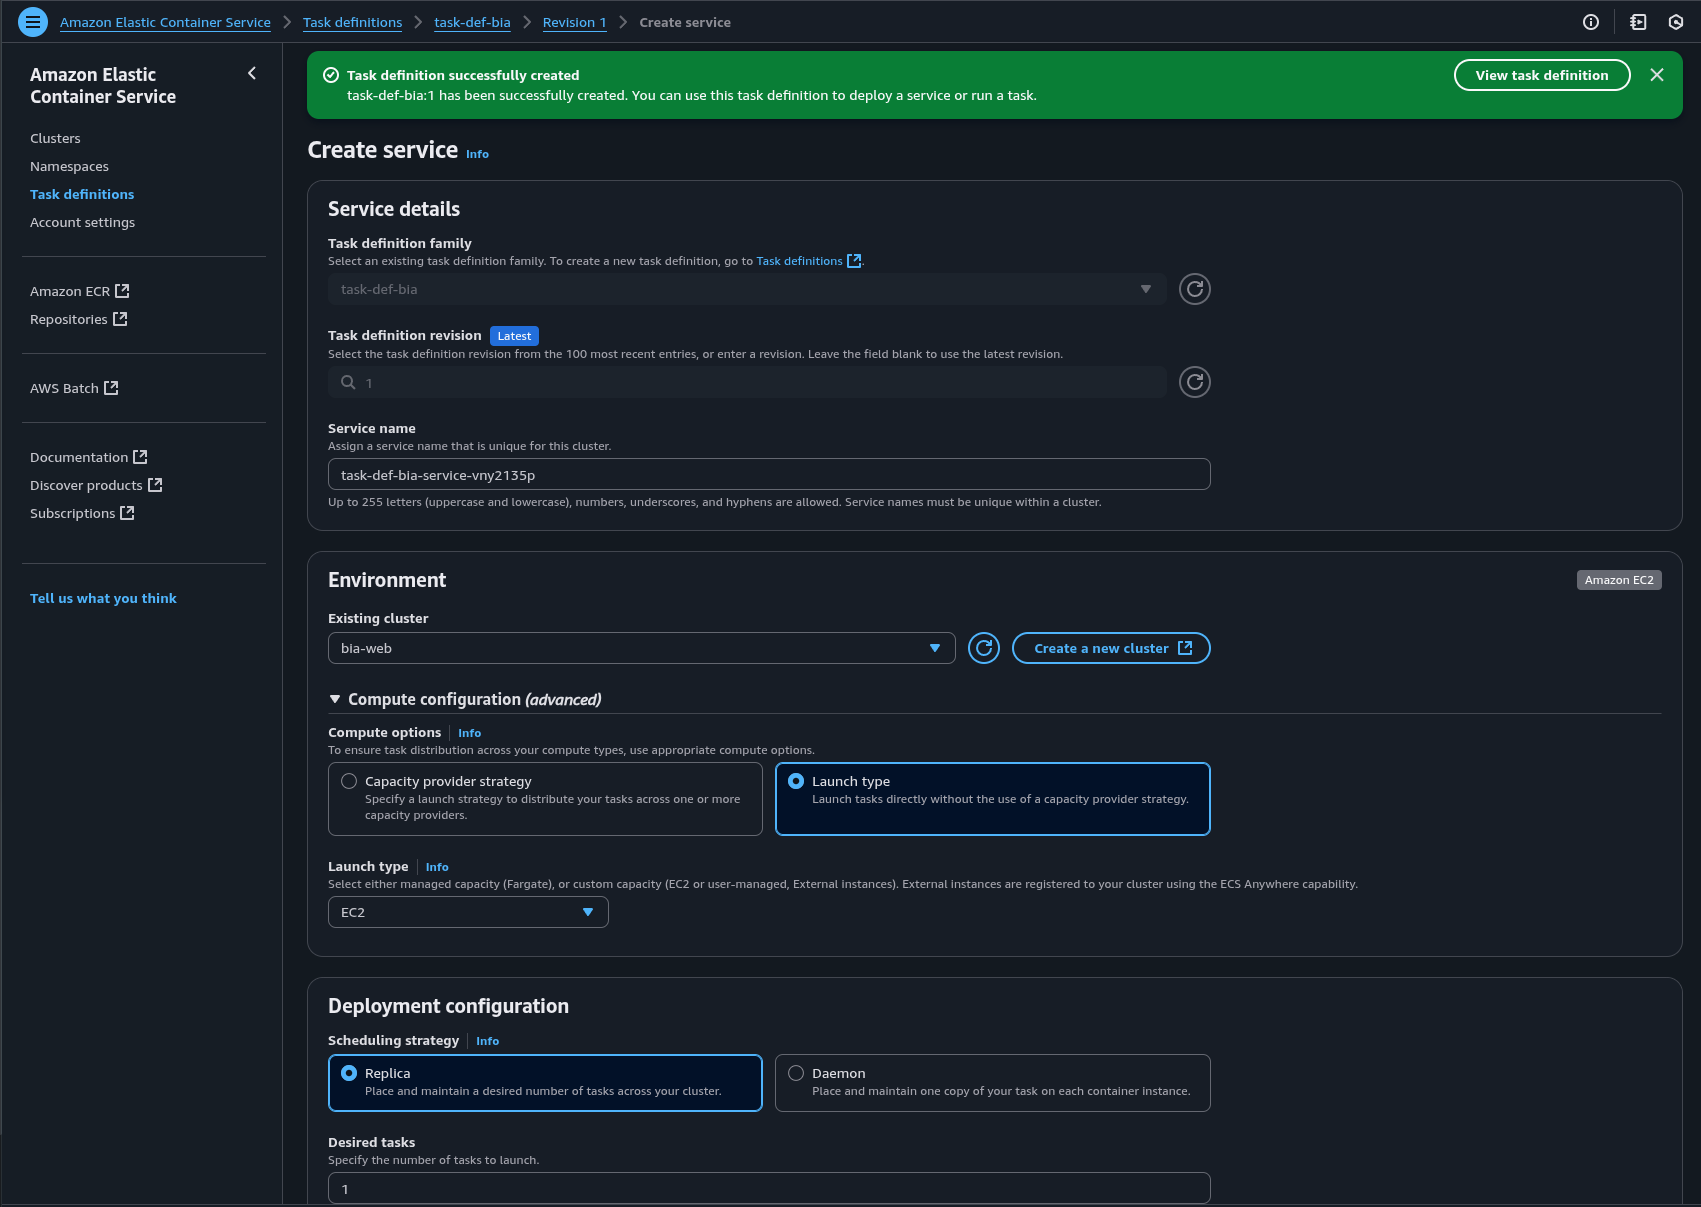 Amazon Elastic Container Service > Task definitions > task-def-bia > Revision 1 > Create service
Amazon Elastic Container Service
Clusters
Namespaces
Task definitions
Account settings
Amazon ECR
Repositories
AWS Batch
Documentation
Discover products
Subscriptions
Tell us what you think
Task definition successfully created
task-def-bia:1 has been successfully created. You can use this task definition to deploy a service or run a task.
View task definition
Create service Info
Service details
Task definition family
Select an existing task definition family. To create a new task definition, go to Task definitions.
task-def-bia
Task definition revision Latest
Select the task definition revision from the 100 most recent entries, or enter a revision. Leave the field blank to use the latest revision.
1
Service name
Assign a service name that is unique for this cluster.
task-def-bia-service-vny2135p
Up to 255 letters (uppercase and lowercase), numbers, underscores, and hyphens are allowed. Service names must be unique within a cluster.
Environment
Amazon EC2
Existing cluster
bia-web
Create a new cluster
Compute configuration (advanced)
Compute options Info
To ensure task distribution across your compute types, use appropriate compute options.
Capacity provider strategy
Specify a launch strategy to distribute your tasks across one or more
capacity providers.
Launch type
Launch tasks directly without the use of a capacity provider strategy.
Launch type Info
Select either managed capacity (Fargate), or custom capacity (EC2 or user-managed, External instances). External instances are registered to your cluster using the ECS Anywhere capability.
EC2
Deployment configuration
Scheduling strategy Info
Replica
Place and maintain a desired number of tasks across your cluster.
Daemon
Place and maintain one copy of your task on each container instance.
Desired tasks
Specify the number of tasks to launch.
1